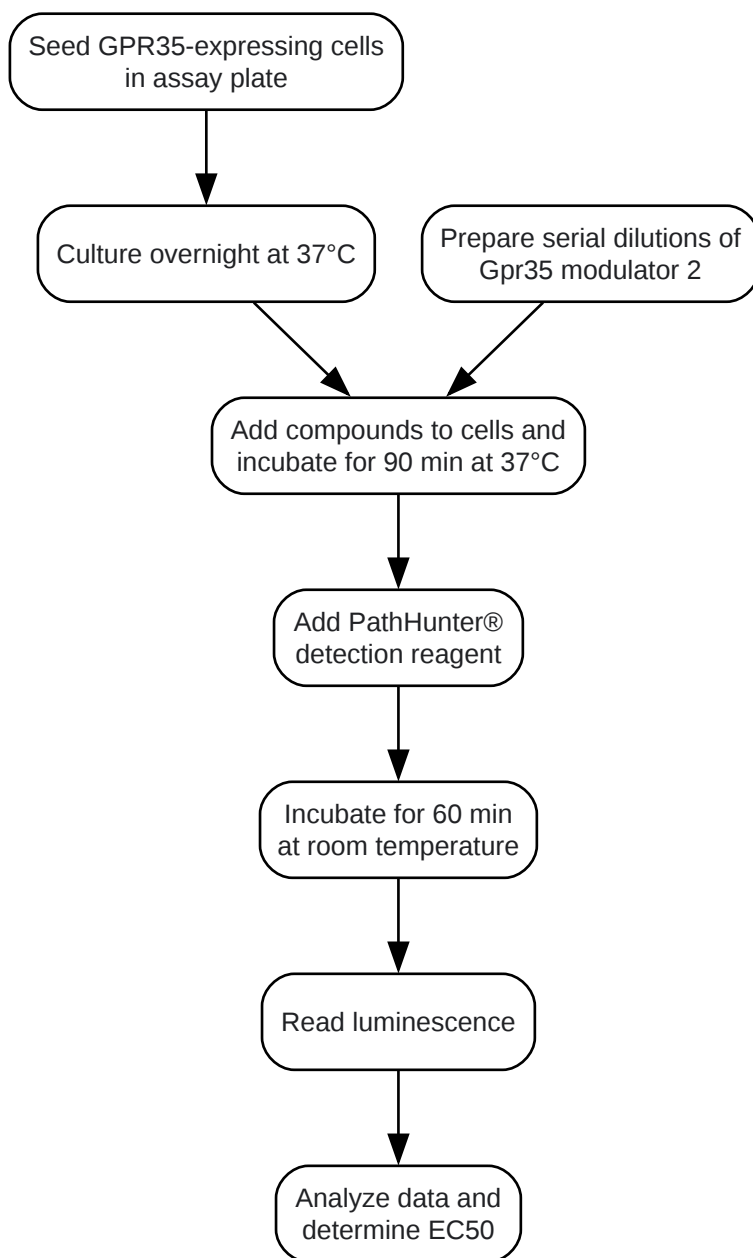 Seed GPR35-expressing cells
in assay plate
Culture overnight at 37°C
Prepare serial dilutions of
Gpr35 modulator 2
Add compounds to cells and
incubate for 90 min at 37°C
Add PathHunter®
detection reagent
Incubate for 60 min
at room temperature
Read luminescence
Analyze data and
determine EC50